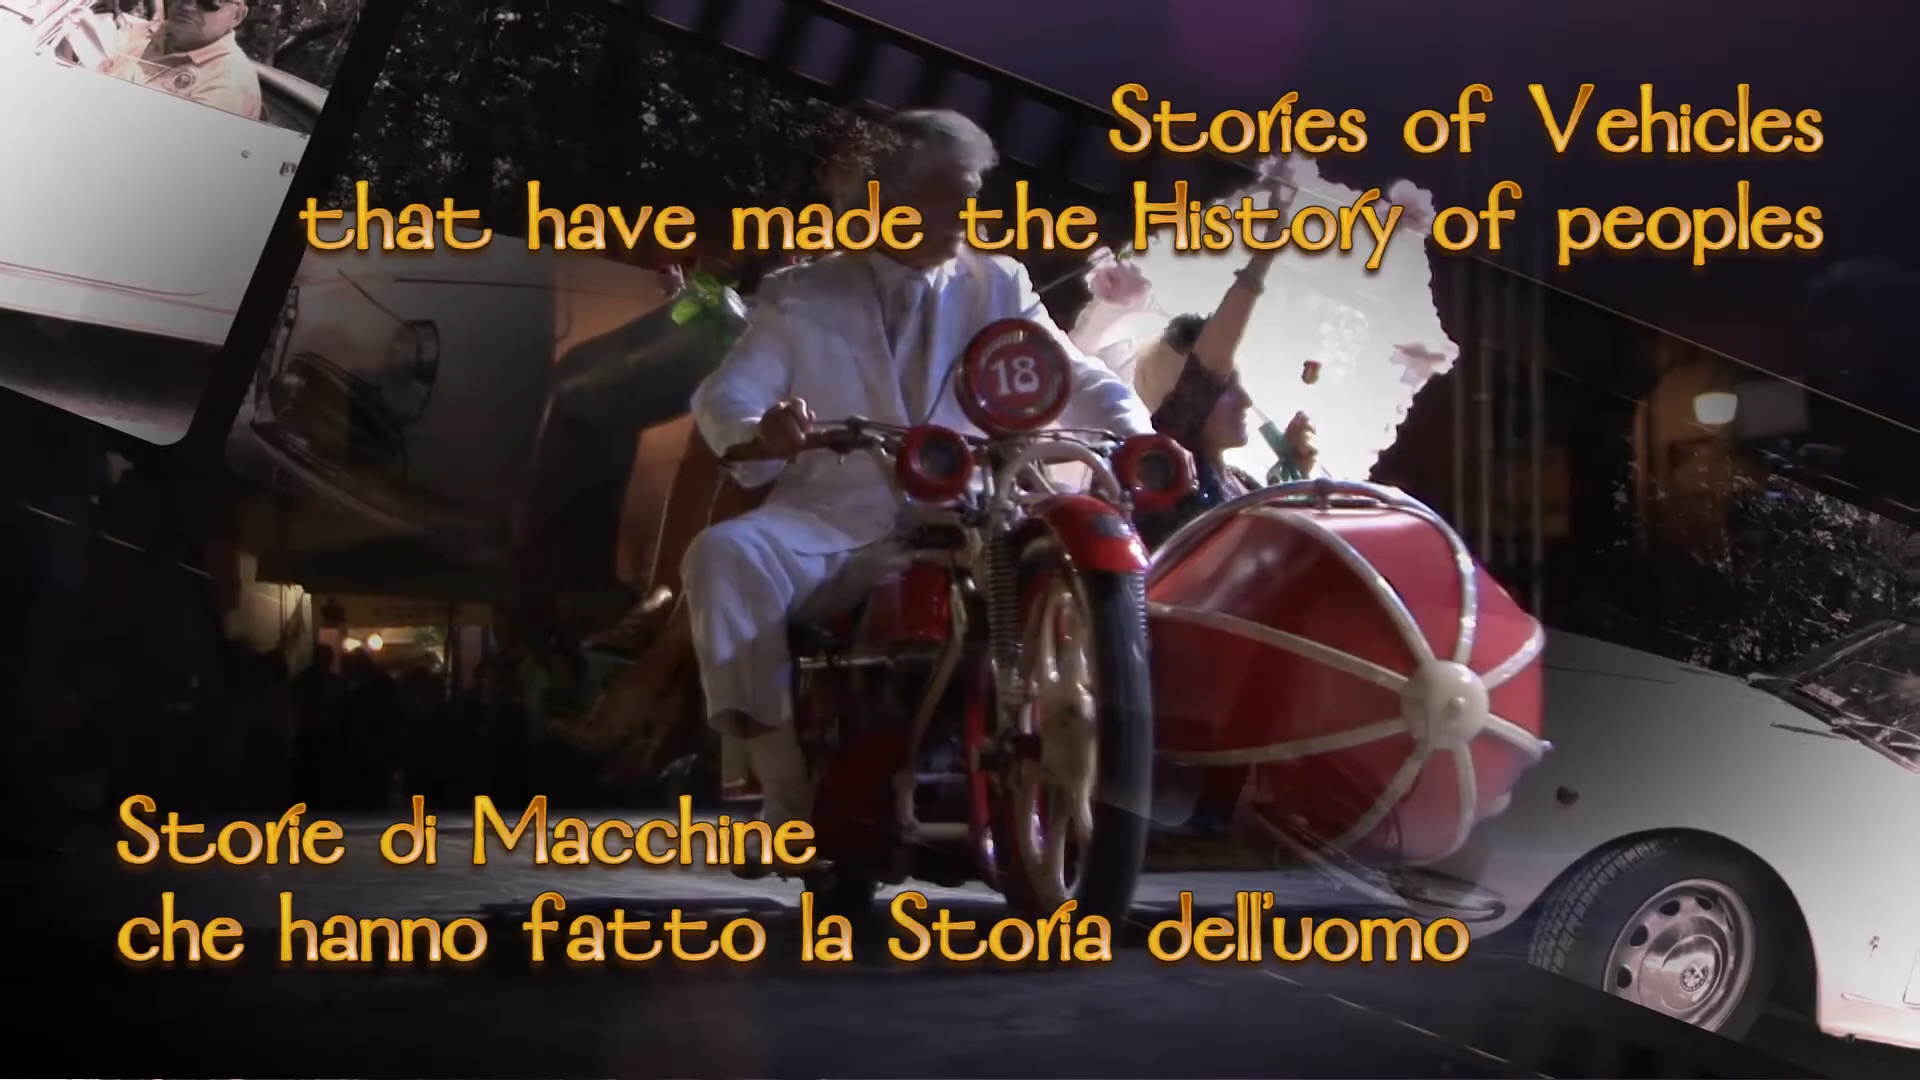 Stories of Vehicles
that have made the History of peoples
18
Storie di Macchine
che hanno fatto la Storia dell'uomo